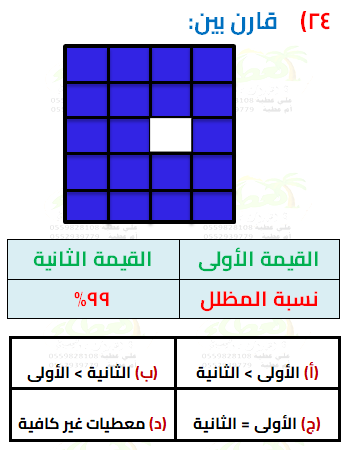 ٢٤) قارن بين:
القيمة الأولى القيمة الثانية
نسبة المظلل ٩٩%
(أ) الأولى > الثانية (ب) الثانية > الأولى
(ج) الأولى = الثانية (د) معطيات غير كافية